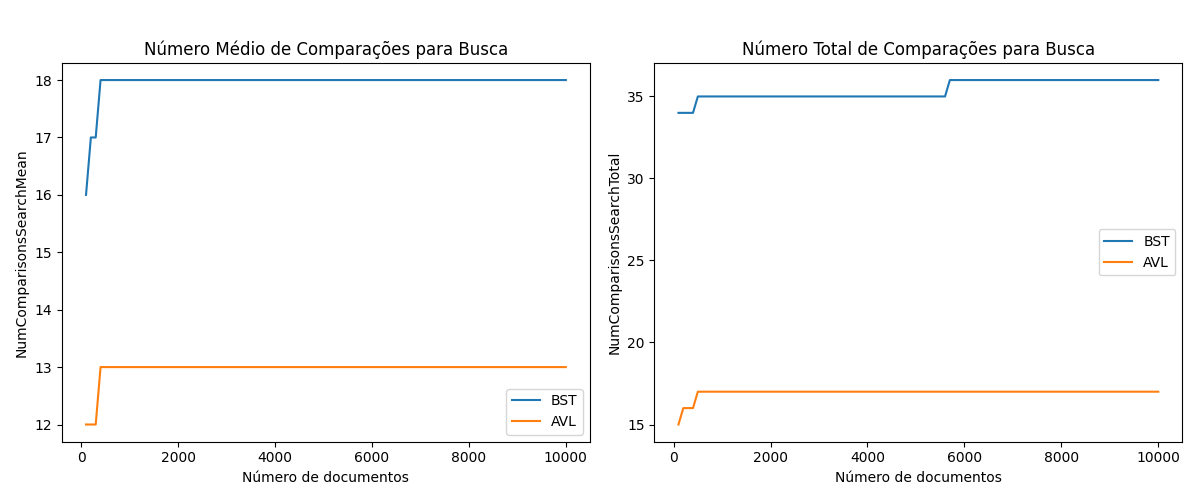 Número Médio de Comparações para Busca
NumComparisonsSearchMean
18
17
16
15
14
13
12
0
2000
4000
6000
8000
10000
Número de documentos
BST
AVL
Número Total de Comparações para Busca
NumComparisonsSearchTotal
35
30
25
20
15
0
2000
4000
6000
8000
10000
Número de documentos
BST
AVL